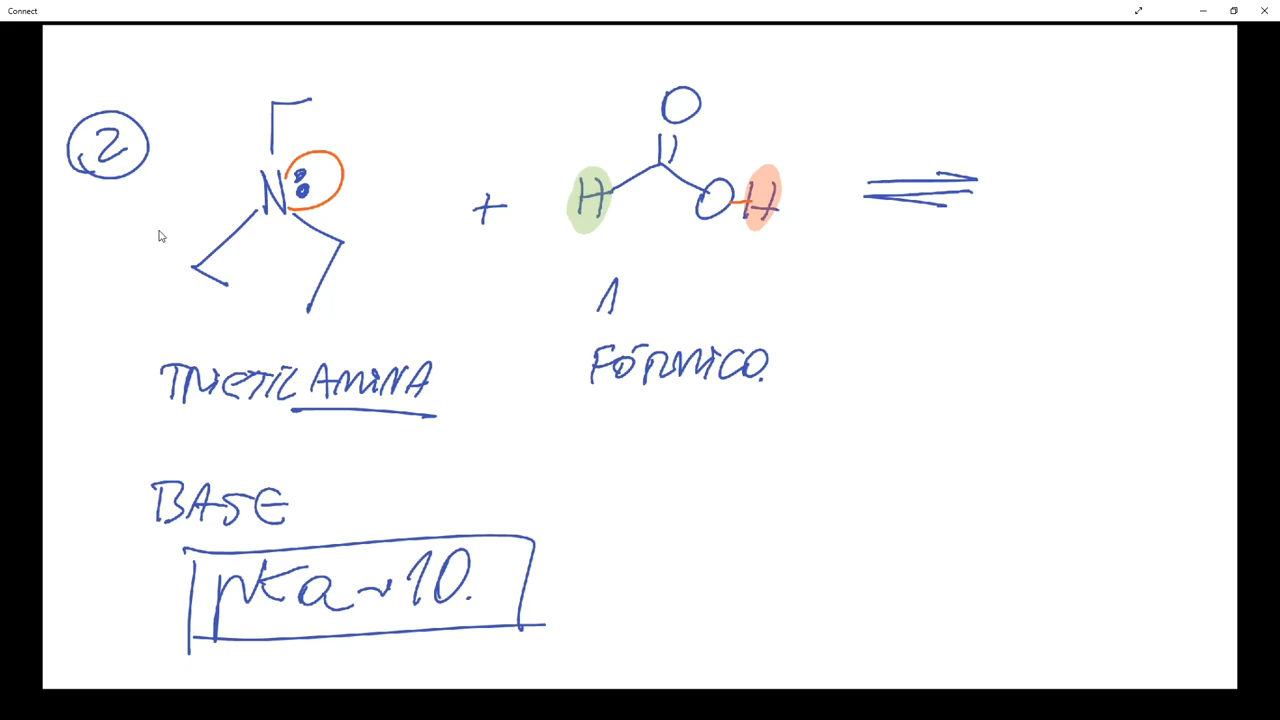 Connect
2
N
+
H
O
O
H
1
TRIETILAMINA
FÓRMICO.
BASE
pKa ~ 10.